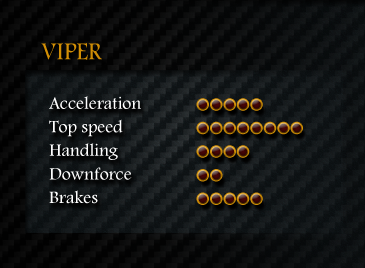 VIPER
Acceleration
Top speed
Handling
Downforce
Brakes